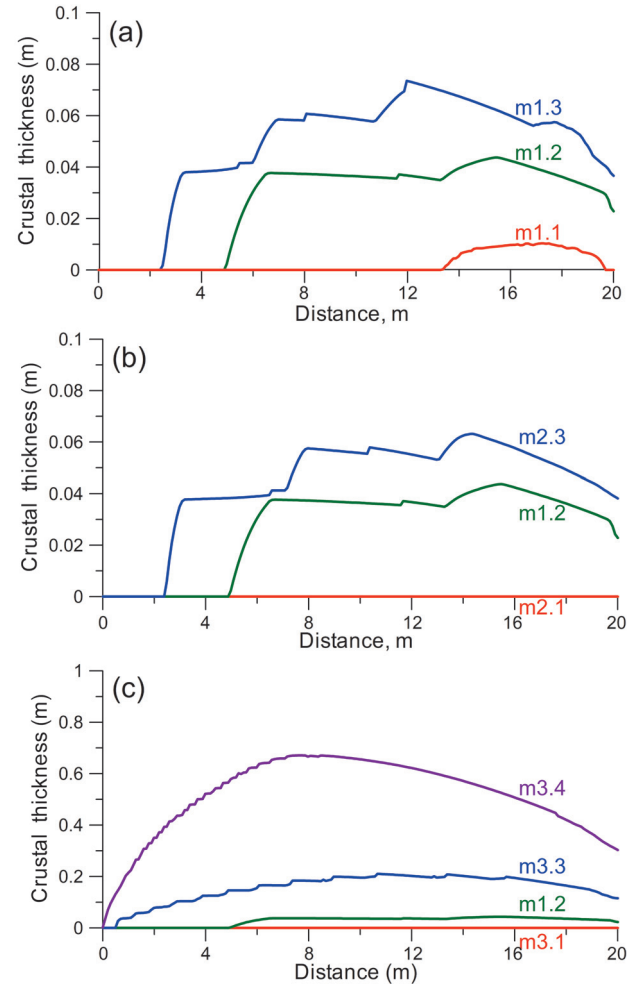 (a)
Crustal thickness (m)
0.1
0.08
0.06
0.04
0.02
0
m1.3
m1.2
m1.1
0 4 8 12 16 20
Distance, m
(b)
Crustal thickness (m)
0.1
0.08
0.06
0.04
0.02
0
m2.3
m1.2
m2.1
0 4 8 12 16 20
Distance, m
(c)
Crustal thickness (m)
1
0.8
0.6
0.4
0.2
0
m3.4
m3.3
m1.2
m3.1
0 4 8 12 16 20
Distance (m)